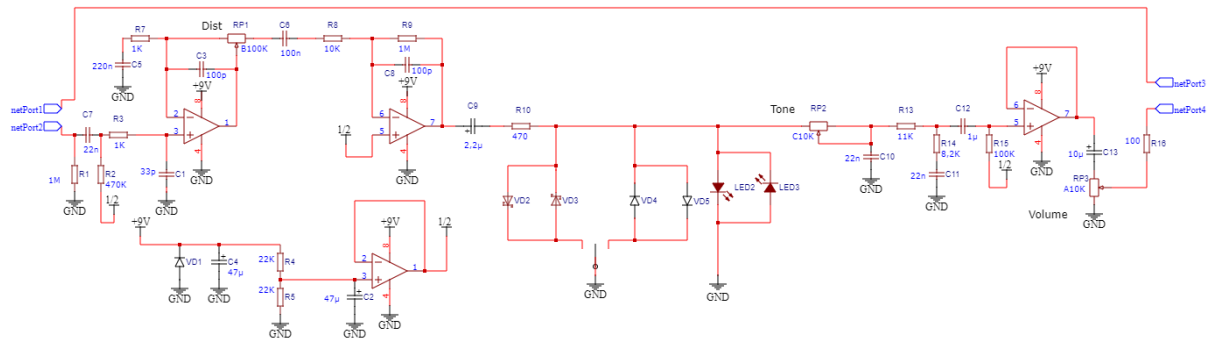 Dist
R7
1K
RP1
B100K
C6
100n
R8
10K
R9
1M
C3
100p
C8
100p
220n
C5
GND
+9V
8
2
3
1
4
GND
+9V
8
6
5
7
4
GND
1/2
netPort1
netPort2
C7
22n
R3
1K
1M
R1
R2
470K
1/2
GND
33p
C1
GND
C9
2,2µ
R10
470
VD2
VD3
VD4
VD5
LED2
LED3
GND
GND
Tone
RP2
C10K
22n
C10
GND
R13
11K
R14
8,2K
22n
C11
GND
C12
1µ
R15
100K
1/2
+9V
8
6
5
7
4
GND
10µ
C13
RP3
A10K
GND
Volume
netPort3
netPort4
100
R16
+9V
VD1
GND
C4
47µ
GND
22K
R4
22K
R5
GND
47µ
C2
GND
+9V
8
2
3
1
4
GND
1/2